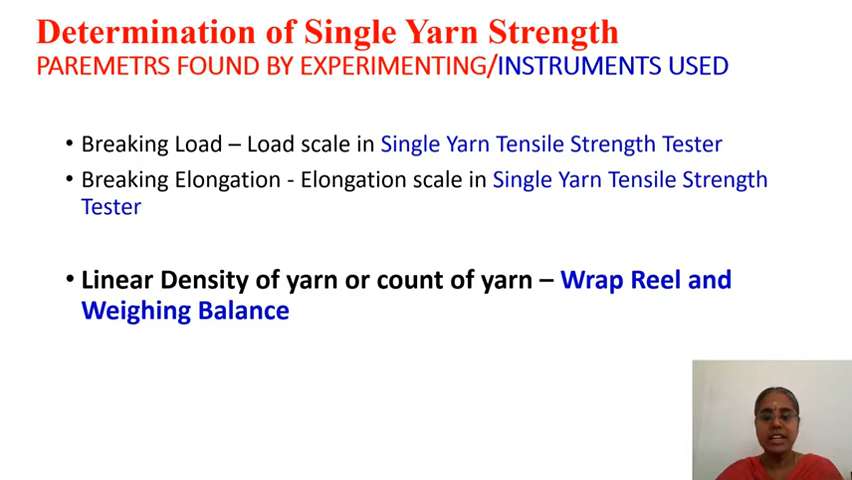 Determination of Single Yarn Strength
PAREMETRS FOUND BY EXPERIMENTING/INSTRUMENTS USED
• Breaking Load – Load scale in Single Yarn Tensile Strength Tester
• Breaking Elongation - Elongation scale in Single Yarn Tensile Strength
Tester
• Linear Density of yarn or count of yarn – Wrap Reel and
Weighing Balance